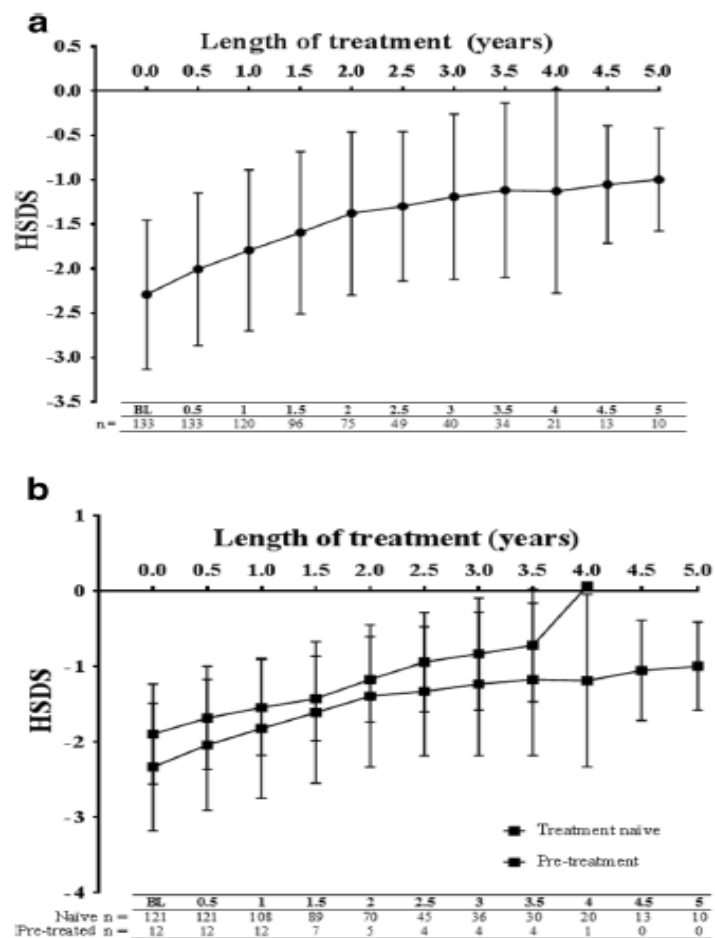 a
Length of treatment (years)
0.0 0.5 1.0 1.5 2.0 2.5 3.0 3.5 4.0 4.5 5.0
0.5
0.0
-0.5
-1.0
-1.5
-2.0
-2.5
-3.0
-3.5
HSDS
BL 0.5 1 1.5 2 2.5 3 3.5 4 4.5 5
n= 133 133 120 96 75 49 40 34 21 13 10
b
Length of treatment (years)
0.0 0.5 1.0 1.5 2.0 2.5 3.0 3.5 4.0 4.5 5.0
1
0
-1
-2
-3
-4
HSDS
Treatment naïve
Pre-treatment
BL 0.5 1 1.5 2 2.5 3 3.5 4 4.5 5
Naïve n = 121 121 108 89 70 45 36 30 20 13 10
Pre-treated n = 12 12 12 7 5 4 4 4 1 0 0